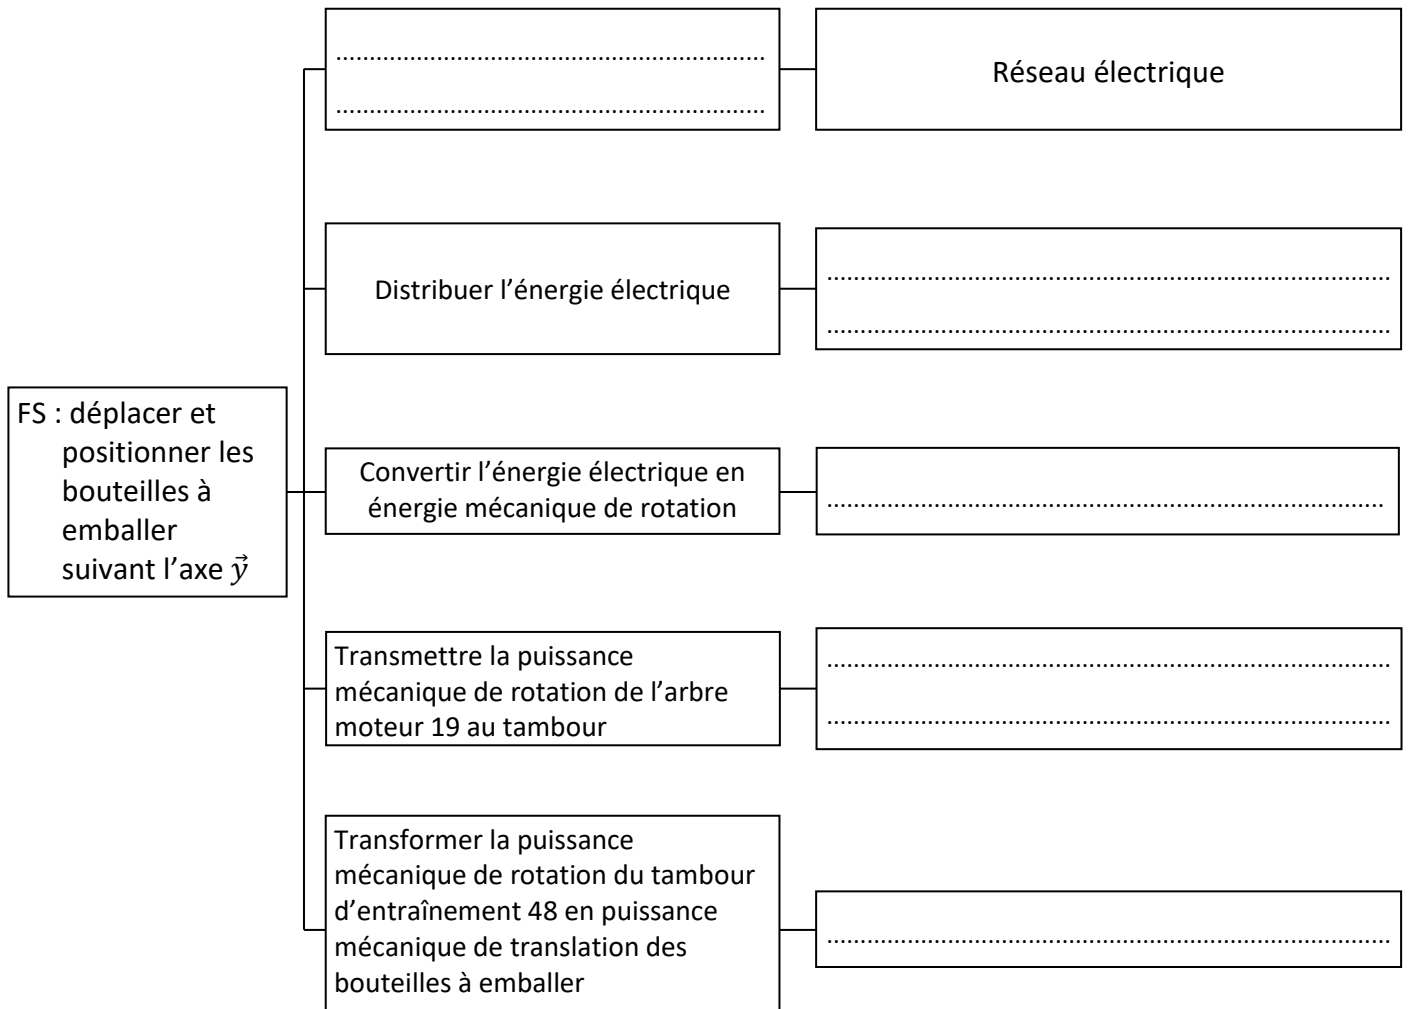 Réseau électrique
Distribuer l’énergie électrique
FS : déplacer et
positionner les
bouteilles à
emballer
suivant l’axe y⃗
Convertir l’énergie électrique en
énergie mécanique de rotation
Transmettre la puissance
mécanique de rotation de l’arbre
moteur 19 au tambour
Transformer la puissance
mécanique de rotation du tambour
d’entraînement 48 en puissance
mécanique de translation des
bouteilles à emballer